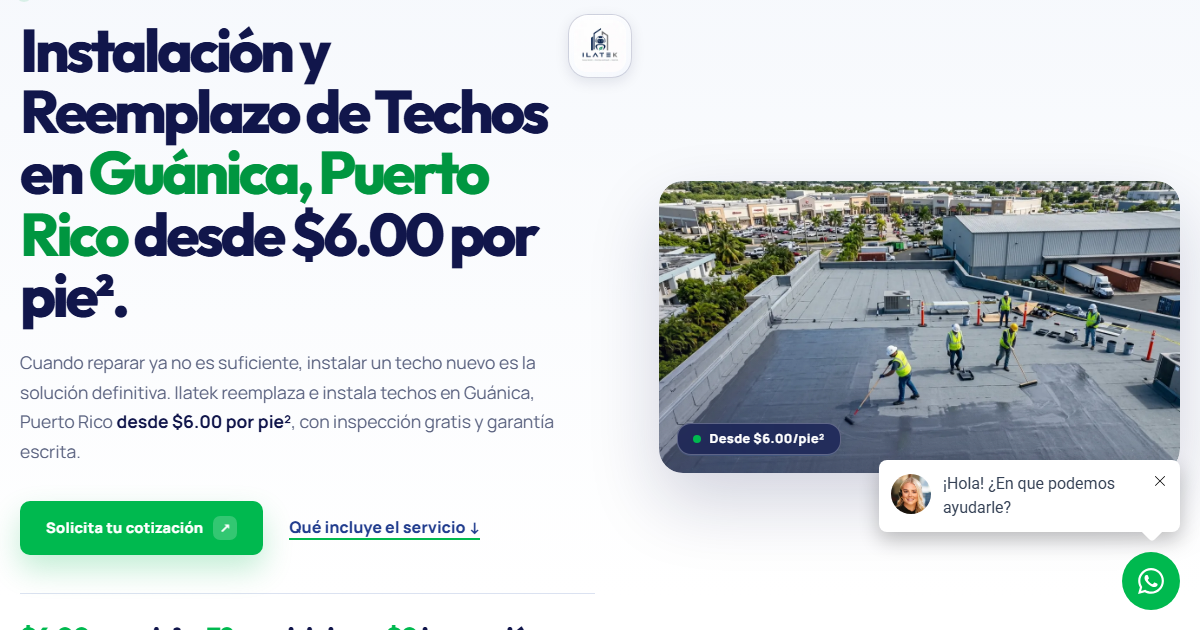 Instalación y
Reemplazo de Techos
en Guánica, Puerto
Rico desde $6.00 por
pie².
ILATEK
Cuando reparar ya no es suficiente, instalar un techo nuevo es la
solución definitiva. Ilatek reemplaza e instala techos en Guánica,
Puerto Rico desde $6.00 por pie², con inspección gratis y garantía
escrita.
Solicita tu cotización ↗
Qué incluye el servicio ↓
Desde $6.00/pie²
¡Hola! ¿En que podemos
ayudarle?